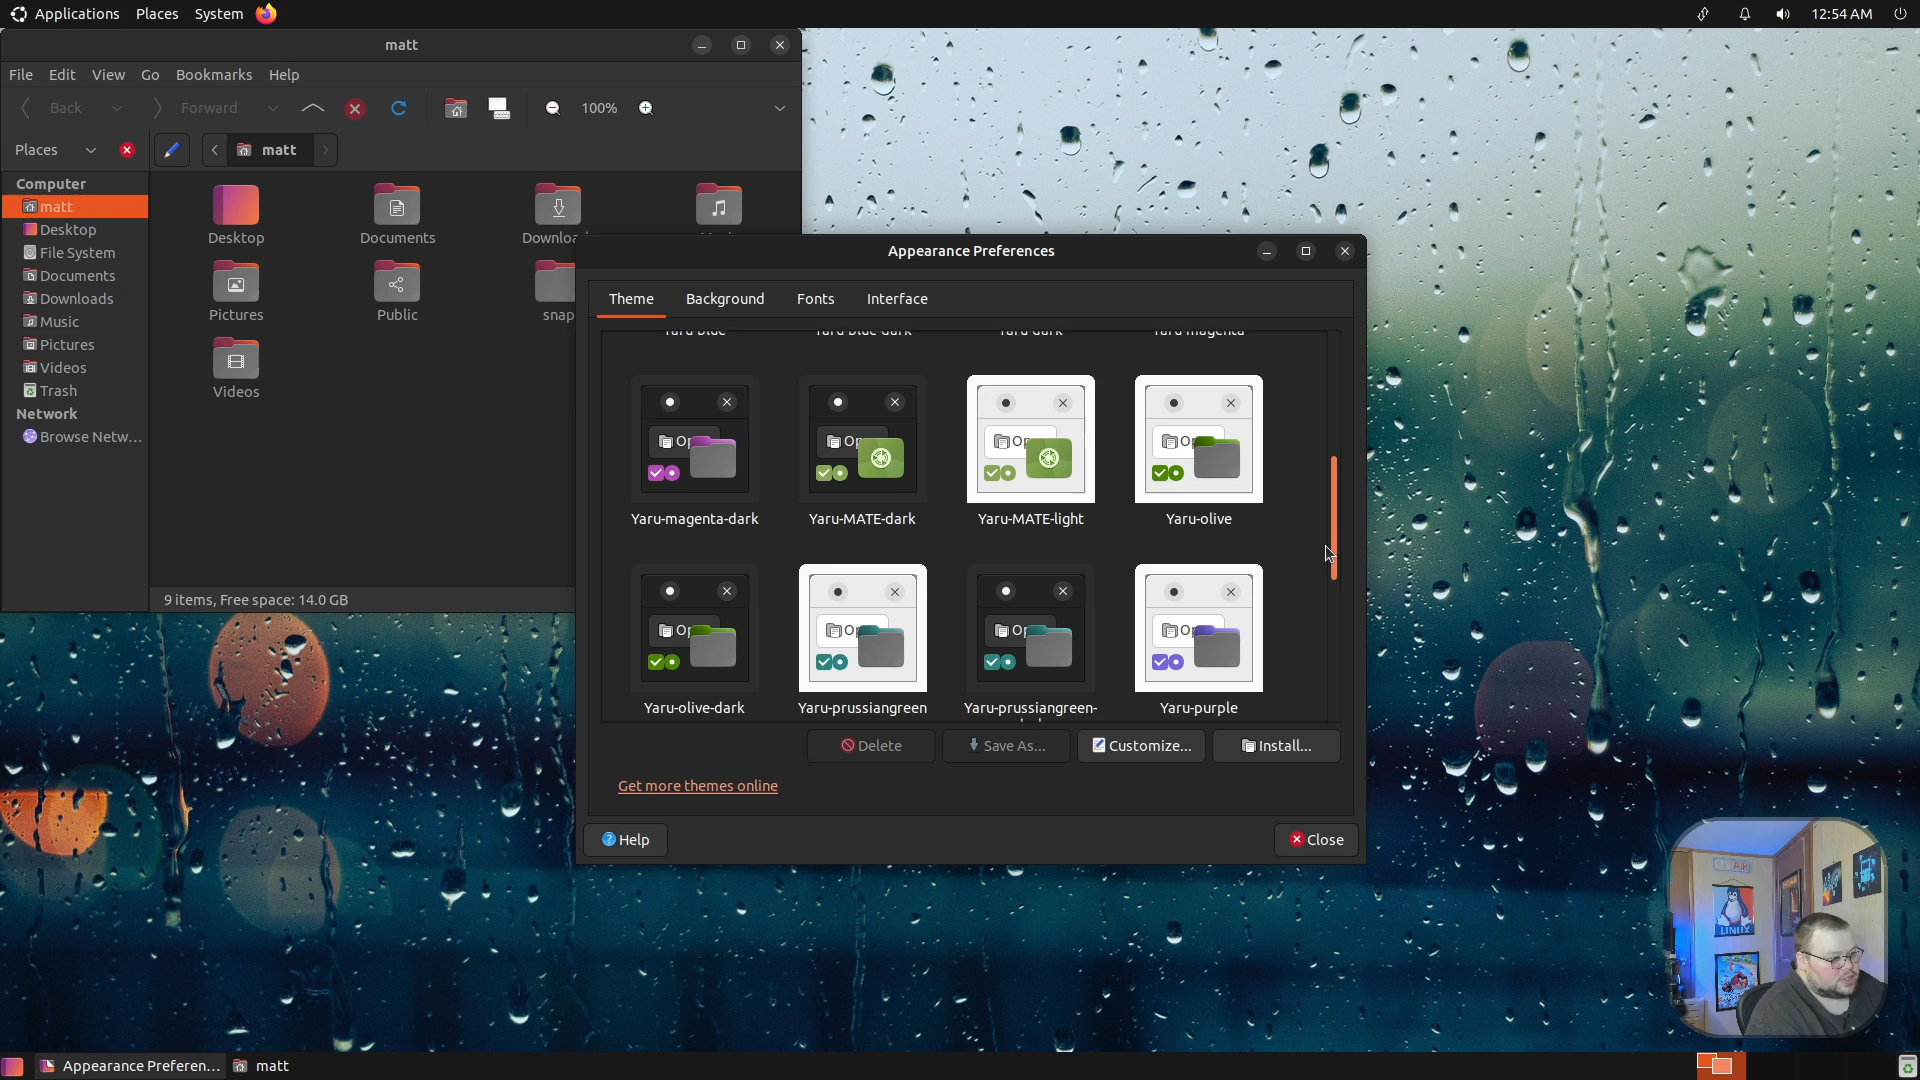 Applications Places System
12:54 AM
matt
File Edit View Go Bookmarks Help
Back Forward 100%
Places matt
Computer
matt
Desktop
File System
Documents
Downloads
Music
Pictures
Videos
Trash
Network
Browse Netw...
Desktop Documents
Pictures Public snap
Videos
9 items, Free space: 14.0 GB
Appearance Preferences
Theme Background Fonts Interface
Yaru-magenta-dark Yaru-MATE-dark Yaru-MATE-light Yaru-olive
Yaru-olive-dark Yaru-prussiangreen Yaru-prussiangreen- Yaru-purple
Delete Save As... Customize... Install...
Get more themes online
Help Close
LINUX
Appearance Preferen... matt